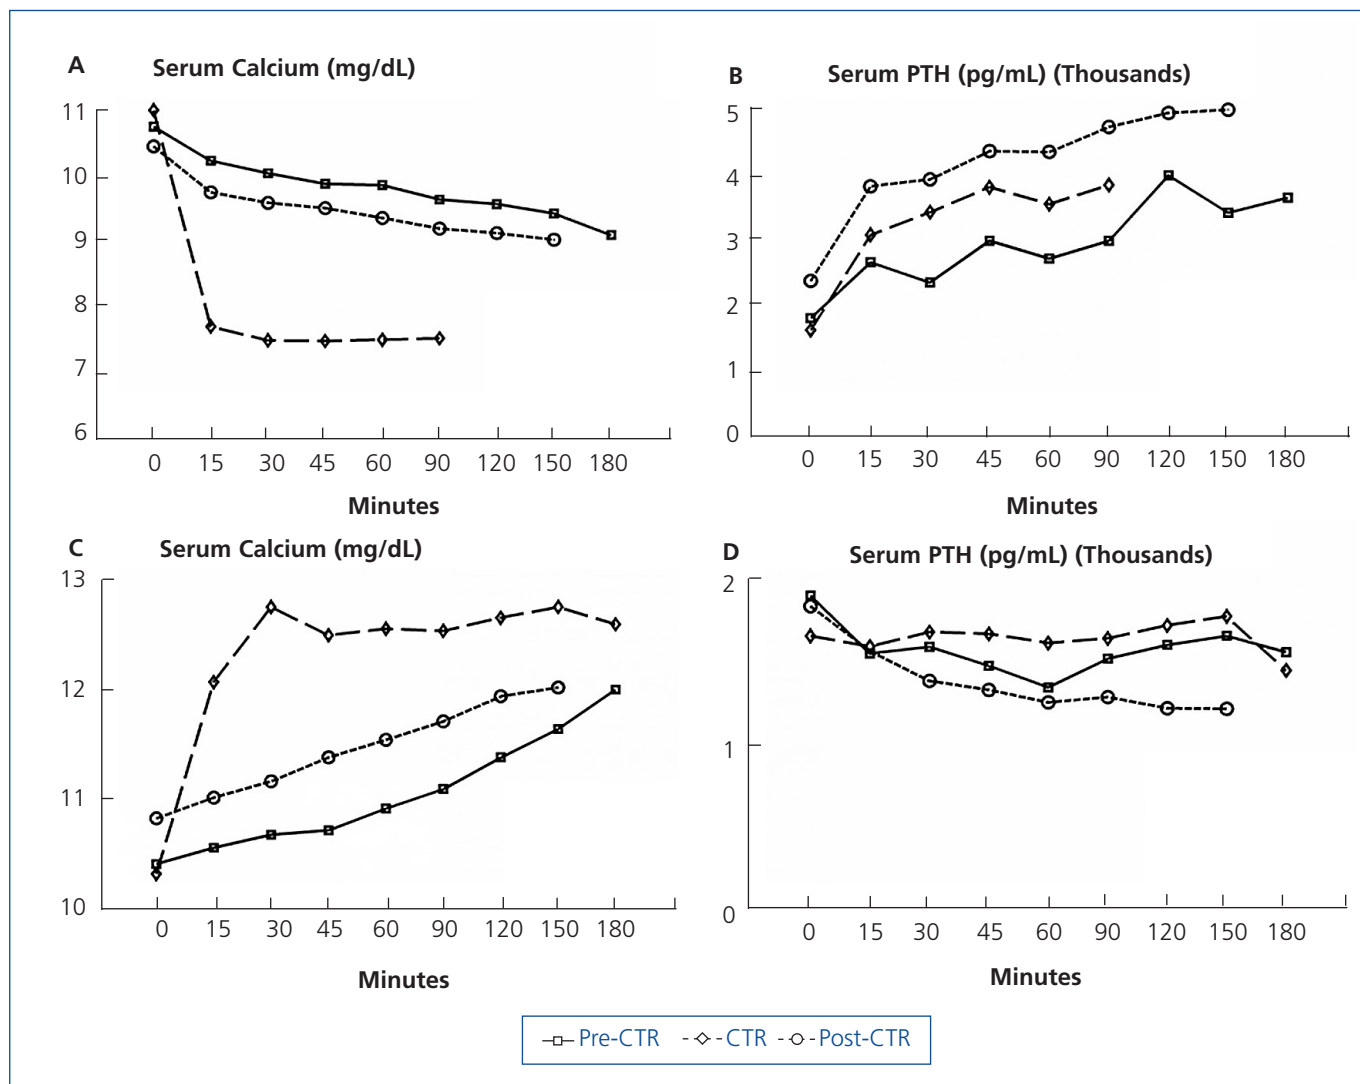 A Serum Calcium (mg/dL)
11
10
9
8
7
6
0 15 30 45 60 90 120 150 180
Minutes
B Serum PTH (pg/mL) (Thousands)
5
4
3
2
1
0
0 15 30 45 60 90 120 150 180
Minutes
C Serum Calcium (mg/dL)
13
12
11
10
0 15 30 45 60 90 120 150 180
Minutes
D Serum PTH (pg/mL) (Thousands)
2
1
0
0 15 30 45 60 90 120 150 180
Minutes
Pre-CTR CTR Post-CTR